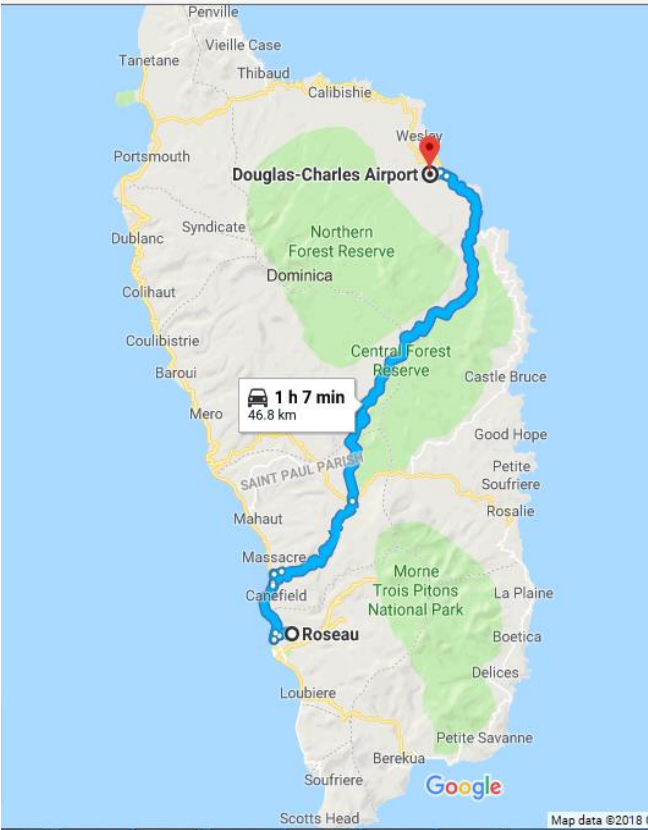 Penville
Vieille Case
Tanetane
Thibaud
Calibishie
Wesley
Portsmouth
Douglas-Charles Airport
Syndicate
Northern
Forest Reserve
Dublanc
Dominica
Colihaut
Coulibistrie
Central Forest
Reserve
Baroui
Castle Bruce
1 h 7 min
46.8 km
Mero
Good Hope
SAINT PAUL PARISH
Petite
Soufriere
Rosalie
Mahaut
Massacre
Morne
Trois Pitons
National Park
Canefield
La Plaine
Roseau
Boetica
Delices
Loubiere
Petite Savanne
Berekua
Soufriere
Google
Scotts Head
Map data ©2018